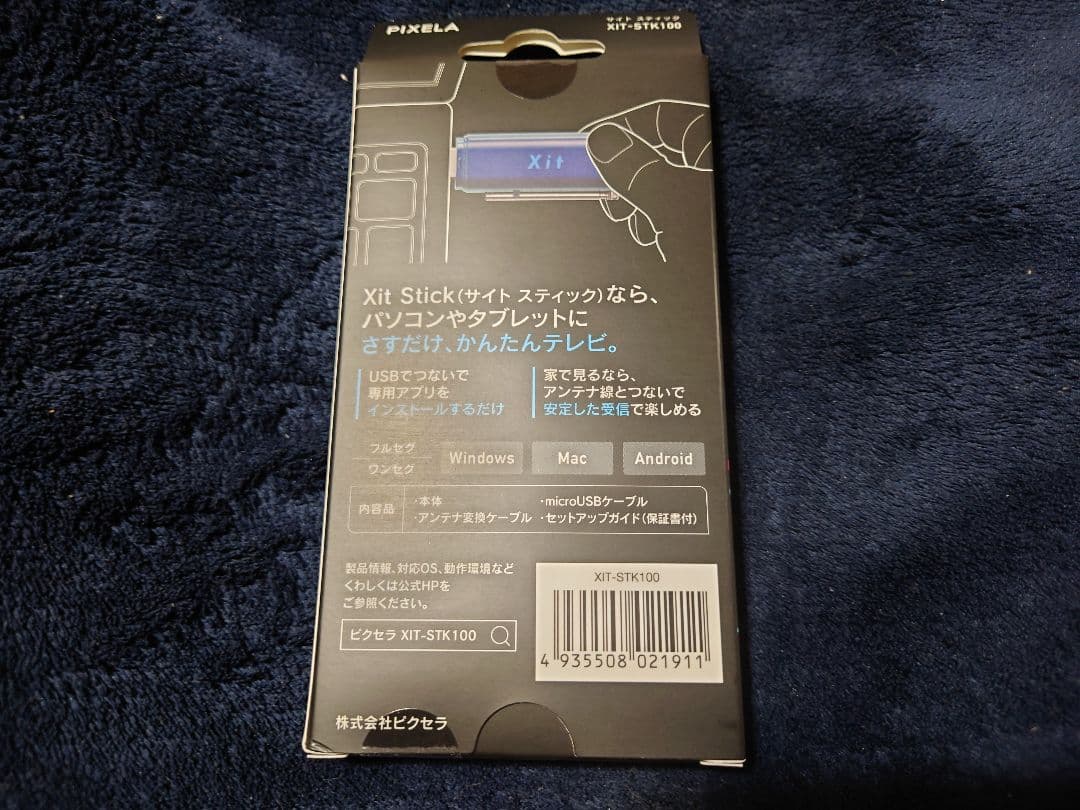 PIXELA
サイト スティック
XIT-STK100
Xit
Xit Stick(サイト スティック)なら、
パソコンやタブレットに
さすだけ、かんたんテレビ。
USBでつないで
専用アプリを
インストールするだけ
家で見るなら、
アンテナ線とつないで
安定した受信で楽しめる
フルセグ
ワンセグ
Windows
Mac
Android
内容品
・本体
・アンテナ変換ケーブル
・microUSBケーブル
・セットアップガイド(保証書付)
製品情報、対応OS、動作環境など
くわしくは公式HPを
ご参照ください。
ピクセラ XIT-STK100
XIT-STK100
4 935508 021911
株式会社ピクセラ